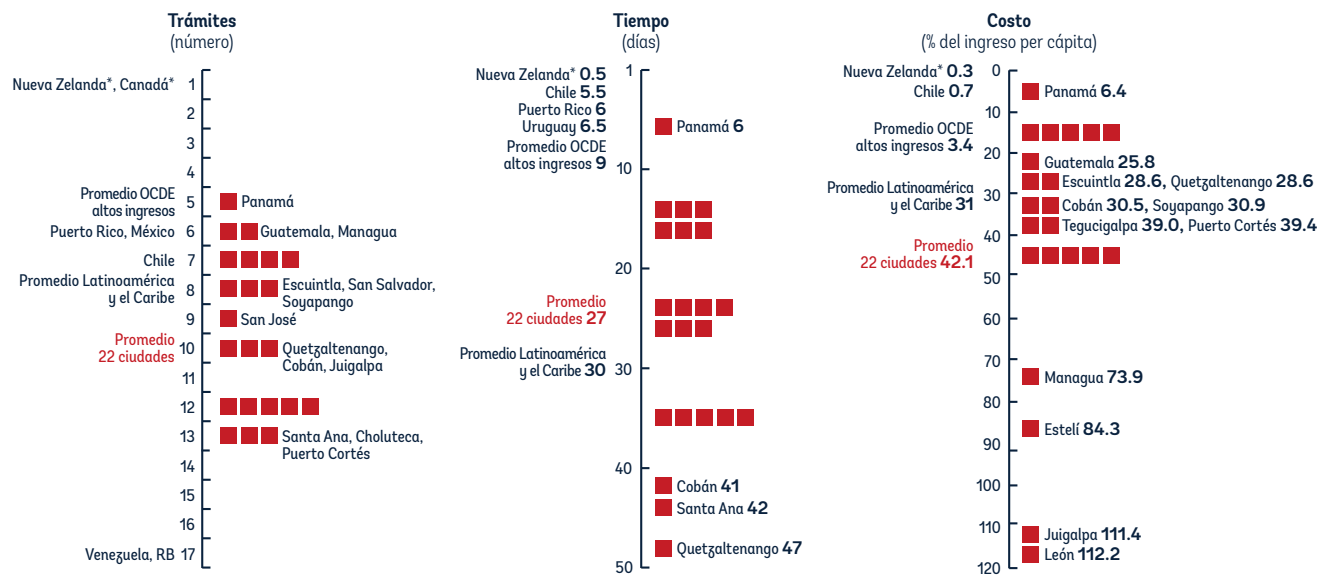 Trámites
(número)
Nueva Zelanda*, Canadá* 1
2
3
4
Promedio OCDE
altos ingresos 5 Panamá
Puerto Rico, México 6 Guatemala, Managua
Chile 7
Promedio Latinoamérica
y el Caribe 8 Escuintla, San Salvador,
Soyapango
9 San José
Promedio
22 ciudades 10 Quetzaltenango,
Cobán, Juigalpa
11
12
13 Santa Ana, Choluteca,
Puerto Cortés
14
15
16
Venezuela, RB 17
Tiempo
(días)
1
Nueva Zelanda* 0.5
Chile 5.5
Puerto Rico 6
Uruguay 6.5
Panamá 6
Promedio OCDE
altos ingresos 9
10
20
Promedio
22 ciudades 27
Promedio Latinoamérica
y el Caribe 30
30
40
Cobán 41
Santa Ana 42
Quetzaltenango 47
50
Costo
(% del ingreso per cápita)
0
Nueva Zelanda* 0.3
Chile 0.7
Panamá 6.4
10
Promedio OCDE
altos ingresos 3.4
20
Guatemala 25.8
Escuintla 28.6, Quetzaltenango 28.6
Promedio Latinoamérica
y el Caribe 31
30
Cobán 30.5, Soyapango 30.9
Tegucigalpa 39.0, Puerto Cortés 39.4
40
Promedio
22 ciudades 42.1
50
60
70
Managua 73.9
80
Estelí 84.3
90
100
110
Juigalpa 111.4
León 112.2
120